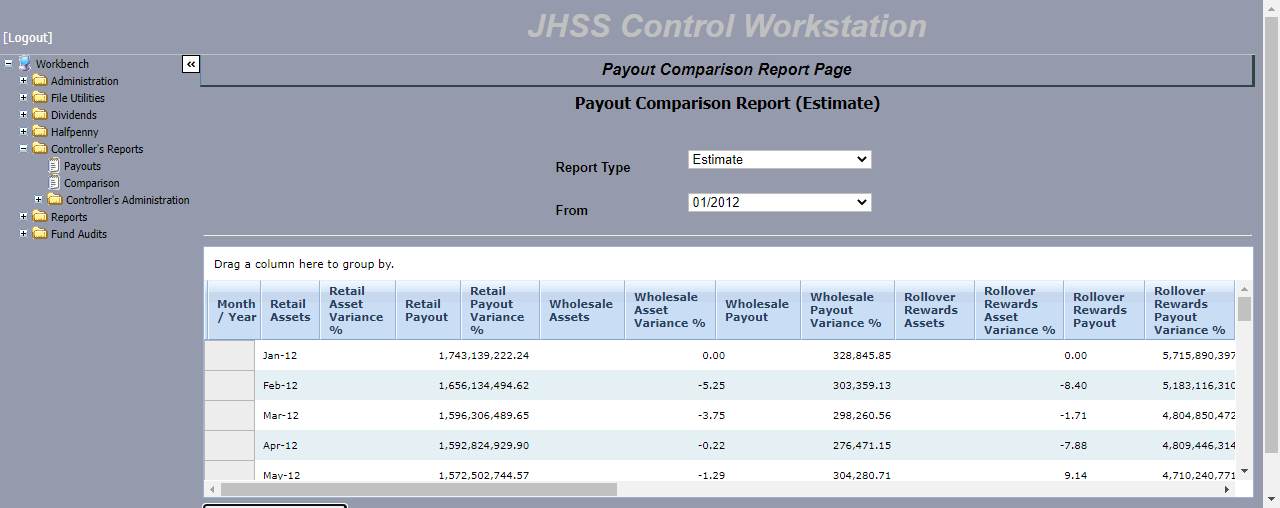 JHSS Control Workstation
[Logout]
Workbench
Administration
File Utilities
Dividends
Halfpenny
Controller's Reports
Payouts
Comparison
Controller's Administration
Reports
Fund Audits
«
Payout Comparison Report Page
Payout Comparison Report (Estimate)
Report Type Estimate
From 01/2012
Drag a column here to group by.
Month / Year Retail Assets Retail Asset Variance % Retail Payout Retail Payout Variance % Wholesale Assets Wholesale Asset Variance % Wholesale Payout Wholesale Payout Variance % Rollover Rewards Assets Rollover Rewards Asset Variance % Rollover Rewards Payout Rollover Rewards Payout Variance %
Jan-12 1,743,139,222.24 0.00 328,845.85 0.00 5,715,890,397
Feb-12 1,656,134,494.62 -5.25 303,359.13 -8.40 5,183,116,310
Mar-12 1,596,306,489.65 -3.75 298,260.56 -1.71 4,804,850,472
Apr-12 1,592,824,929.90 -0.22 276,471.15 -7.88 4,809,446,314
May-12 1,572,502,744.57 -1.29 304,280.71 9.14 4,710,240,771